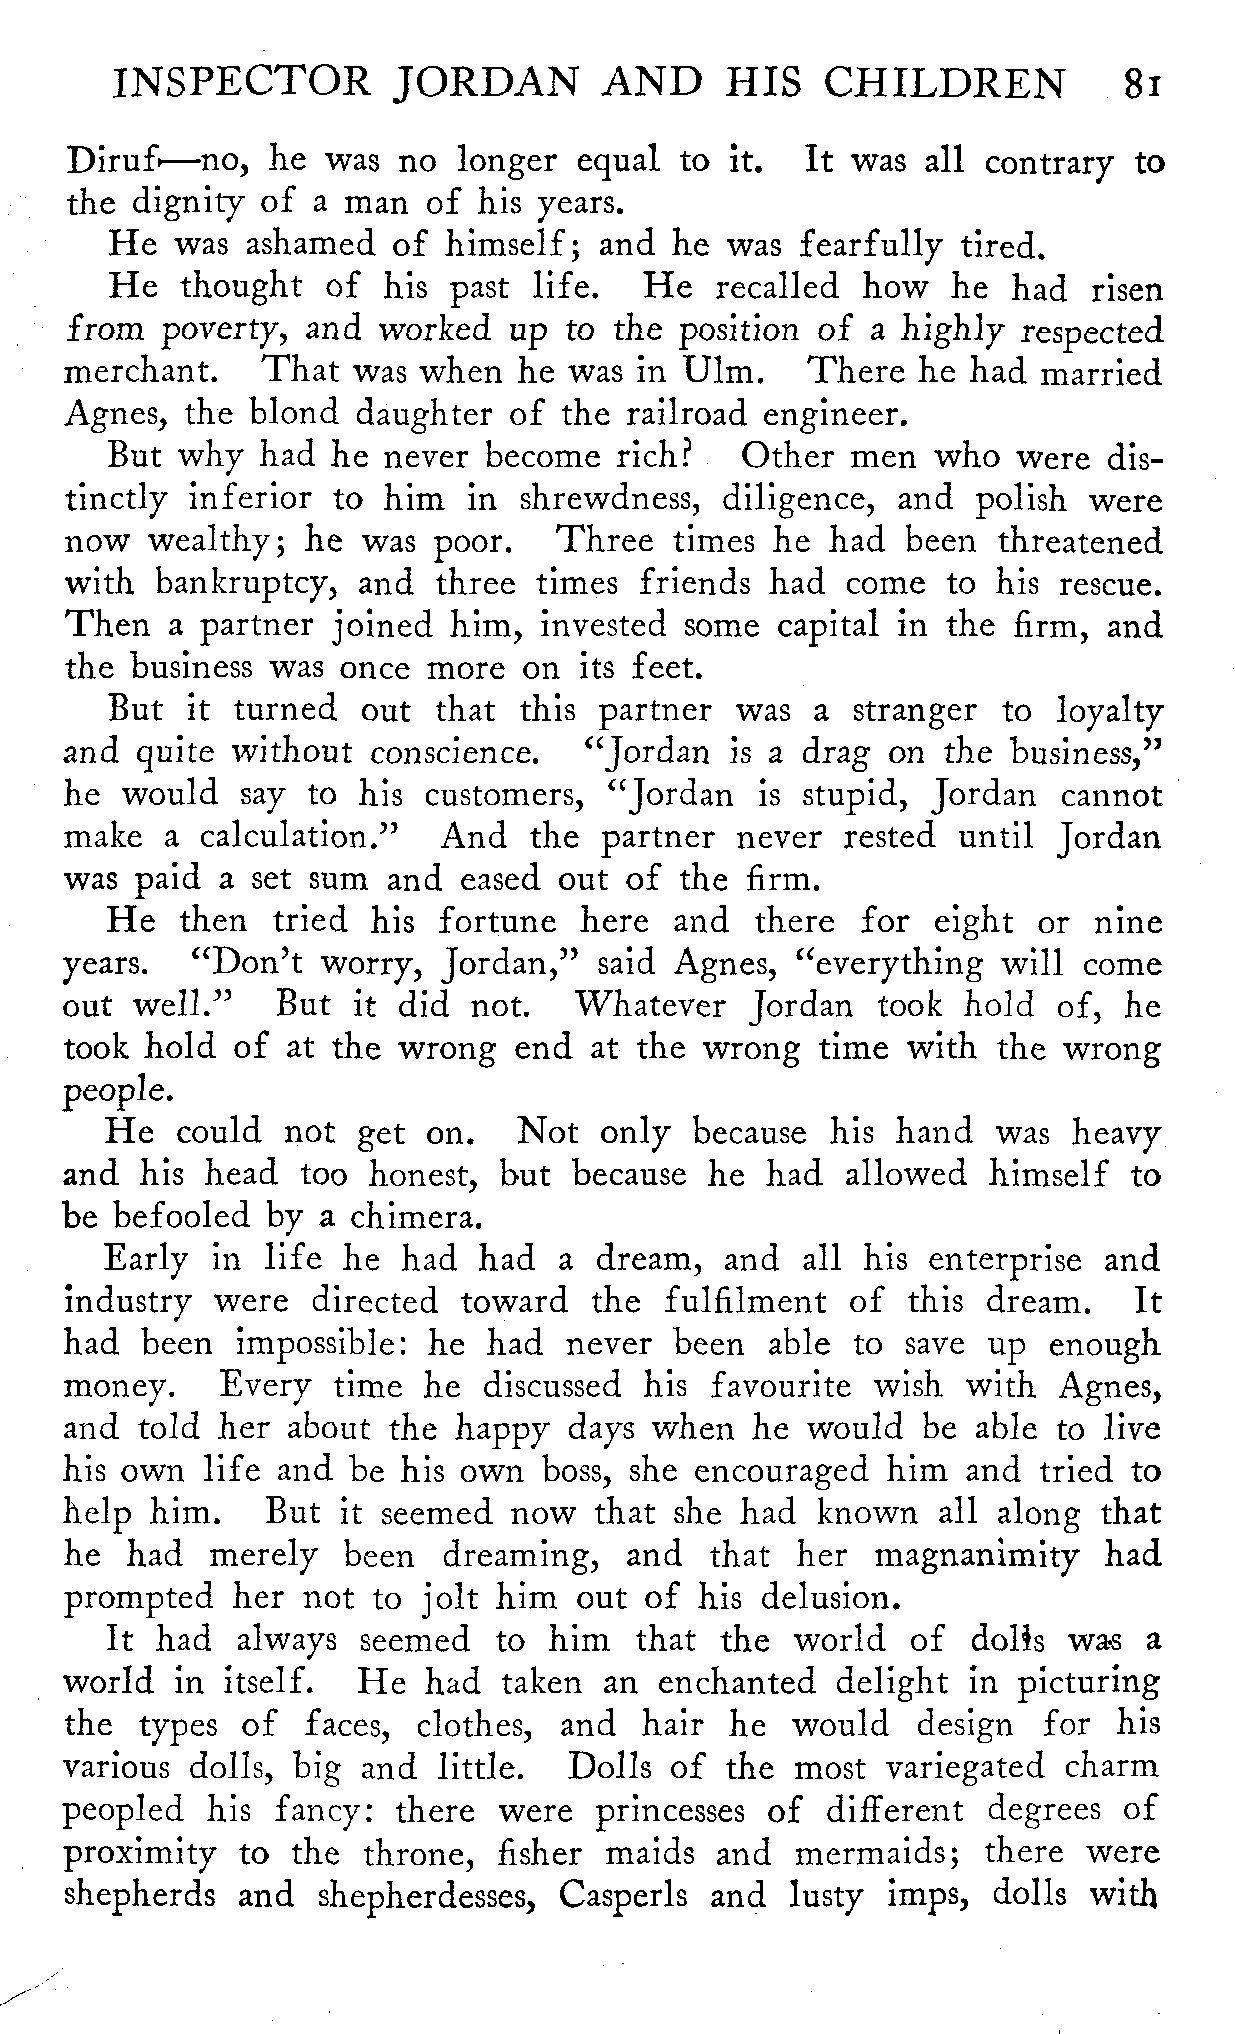 INSPECTOR JORDAN AND HIS CHILDREN 81
Diruf—no, he was no longer equal to it. It was all contrary to
the dignity of a man of his years.
He was ashamed of himself; and he was fearfully tired.
He thought of his past life. He recalled how he had risen
from poverty, and worked up to the position of a highly respected
merchant. That was when he was in Ulm. There he had married
Agnes, the blond daughter of the railroad engineer.
But why had he never become rich? Other men who were dis-
tinctly inferior to him in shrewdness, diligence, and polish were
now wealthy; he was poor. Three times he had been threatened
with bankruptcy, and three times friends had come to his rescue.
Then a partner joined him, invested some capital in the firm, and
the business was once more on its feet.
But it turned out that this partner was a stranger to loyalty
and quite without conscience. “Jordan is a drag on the business,”
he would say to his customers, “Jordan is stupid, Jordan cannot
make a calculation.” And the partner never rested until Jordan
was paid a set sum and eased out of the firm.
He then tried his fortune here and there for eight or nine
years. “Don’t worry, Jordan,” said Agnes, “everything will come
out well.” But it did not. Whatever Jordan took hold of, he
took hold of at the wrong end at the wrong time with the wrong
people.
He could not get on. Not only because his hand was heavy
and his head too honest, but because he had allowed himself to
be befooled by a chimera.
Early in life he had had a dream, and all his enterprise and
industry were directed toward the fulfilment of this dream. It
had been impossible: he had never been able to save up enough
money. Every time he discussed his favourite wish with Agnes,
and told her about the happy days when he would be able to live
his own life and be his own boss, she encouraged him and tried to
help him. But it seemed now that she had known all along that
he had merely been dreaming, and that her magnanimity had
prompted her not to jolt him out of his delusion.
It had always seemed to him that the world of dolls was a
world in itself. He had taken an enchanted delight in picturing
the types of faces, clothes, and hair he would design for his
various dolls, big and little. Dolls of the most variegated charm
peopled his fancy: there were princesses of different degrees of
proximity to the throne, fisher maids and mermaids; there were
shepherds and shepherdesses, Casperls and lusty imps, dolls with